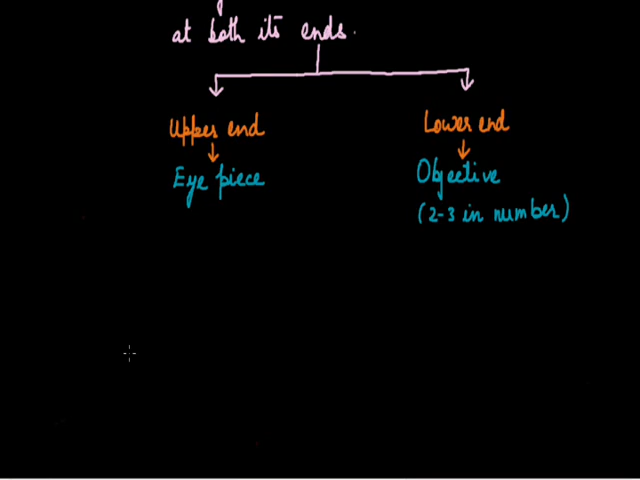 at both its ends.
Upper end
Lower end
Eye piece
Objective
(2-3 in number)